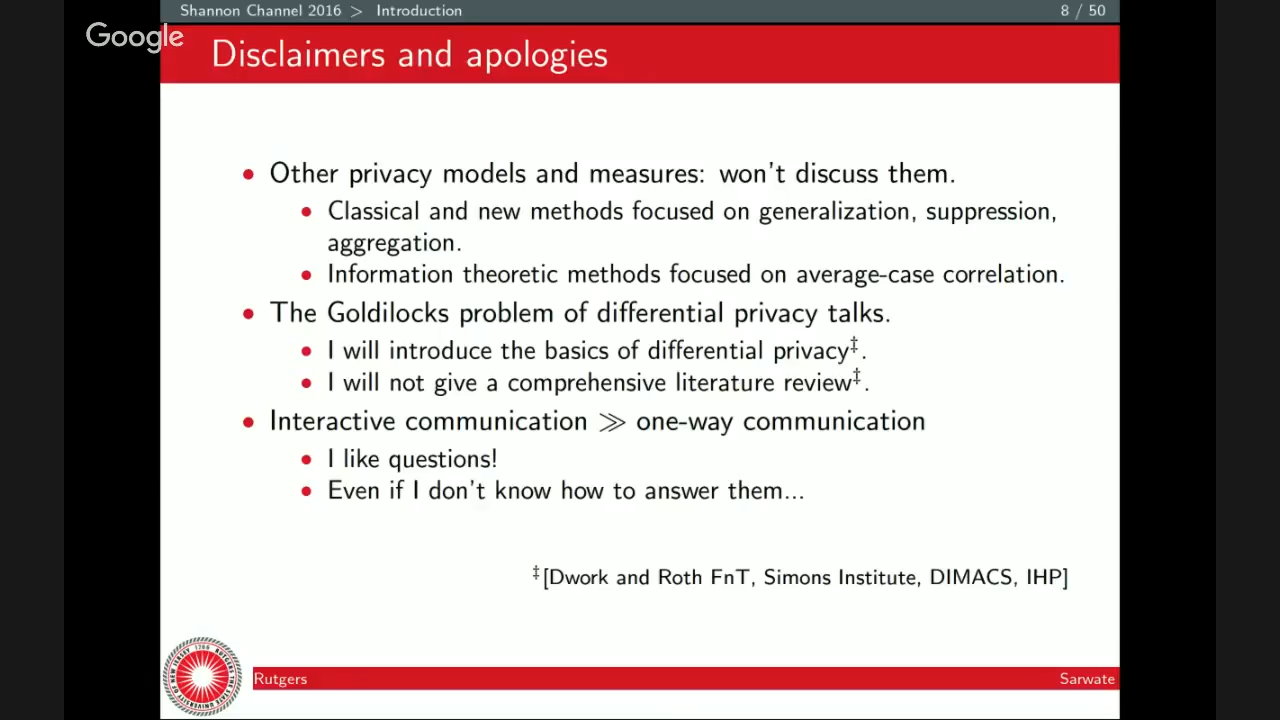 Shannon Channel 2016 > Introduction 8 / 50
Google
Disclaimers and apologies
• Other privacy models and measures: won't discuss them.
• Classical and new methods focused on generalization, suppression,
aggregation.
• Information theoretic methods focused on average-case correlation.
• The Goldilocks problem of differential privacy talks.
• I will introduce the basics of differential privacy‡.
• I will not give a comprehensive literature review‡.
• Interactive communication ≫ one-way communication
• I like questions!
• Even if I don't know how to answer them...
‡[Dwork and Roth FnT, Simons Institute, DIMACS, IHP]
Rutgers Sarwate